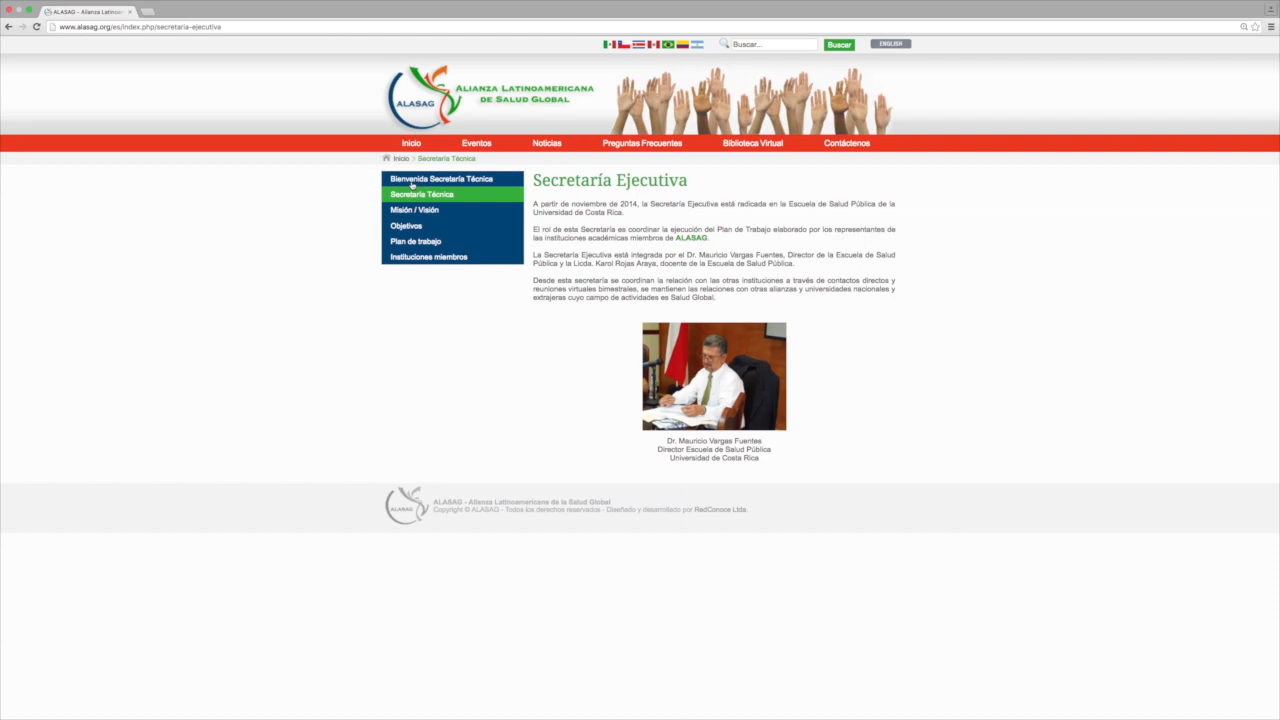 ALASAG - Alianza Latinoam
www.alasag.org/es/index.php/secretaria-ejecutiva
Buscar...
Buscar
ENGLISH
ALASAG
ALIANZA LATINOAMERICANA
DE SALUD GLOBAL
Inicio
Eventos
Noticias
Preguntas Frecuentes
Biblioteca Virtual
Contáctenos
Inicio > Secretaría Técnica
Bienvenida Secretaría Técnica
Secretaría Técnica
Misión / Visión
Objetivos
Plan de trabajo
Instituciones miembros
Secretaría Ejecutiva
A partir de noviembre de 2014, la Secretaría Ejecutiva está radicada en la Escuela de Salud Pública de la
Universidad de Costa Rica.
El rol de esta Secretaría es coordinar la ejecución del Plan de Trabajo elaborado por los representantes de
las instituciones académicas miembros de ALASAG.
La Secretaría Ejecutiva está integrada por el Dr. Mauricio Vargas Fuentes, Director de la Escuela de Salud
Pública y la Licda. Karol Rojas Araya, docente de la Escuela de Salud Pública.
Desde esta secretaría se coordinan la relación con las otras instituciones a través de contactos directos y
reuniones virtuales bimestrales, se mantienen las relaciones con otras alianzas y universidades nacionales y
extrajeras cuyo campo de actividades es Salud Global.
Dr. Mauricio Vargas Fuentes
Director Escuela de Salud Pública
Universidad de Costa Rica
ALASAG
ALASAG - Alianza Latinoamericana de la Salud Global
Copyright © ALASAG - Todos los derechos reservados - Diseñado y desarrollado por RedConoce Ltda.